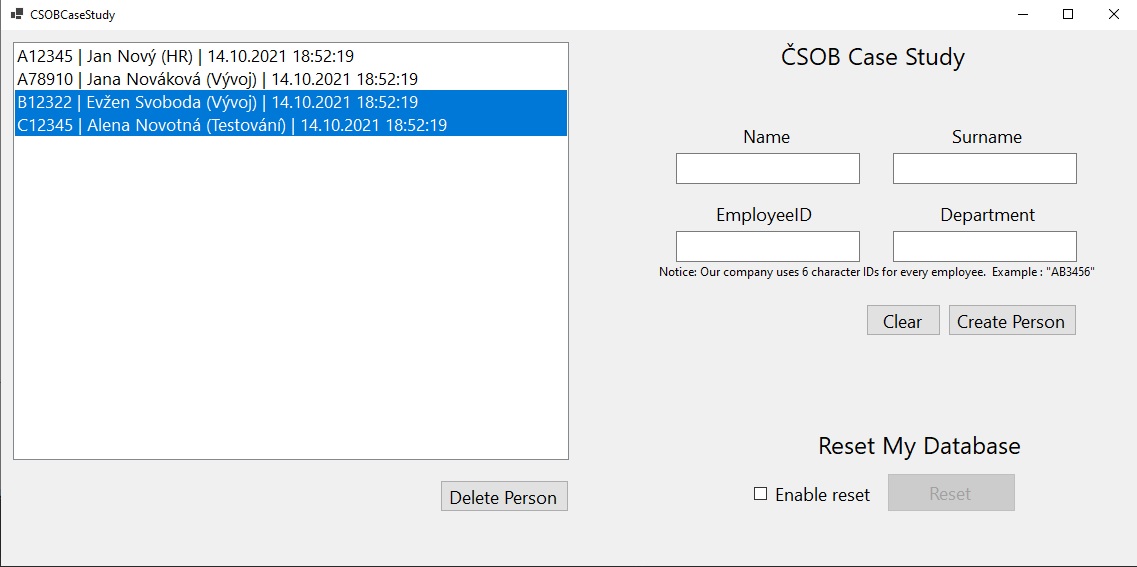 CSOBCaseStudy
A12345 | Jan Nový (HR) | 14.10.2021 18:52:19
A78910 | Jana Nováková (Vývoj) | 14.10.2021 18:52:19
B12322 | Evžen Svoboda (Vývoj) | 14.10.2021 18:52:19
C12345 | Alena Novotná (Testování) | 14.10.2021 18:52:19
Delete Person
ČSOB Case Study
Name
Surname
EmployeeID
Department
Notice: Our company uses 6 character IDs for every employee. Example : "AB3456"
Clear
Create Person
Reset My Database
Enable reset
Reset